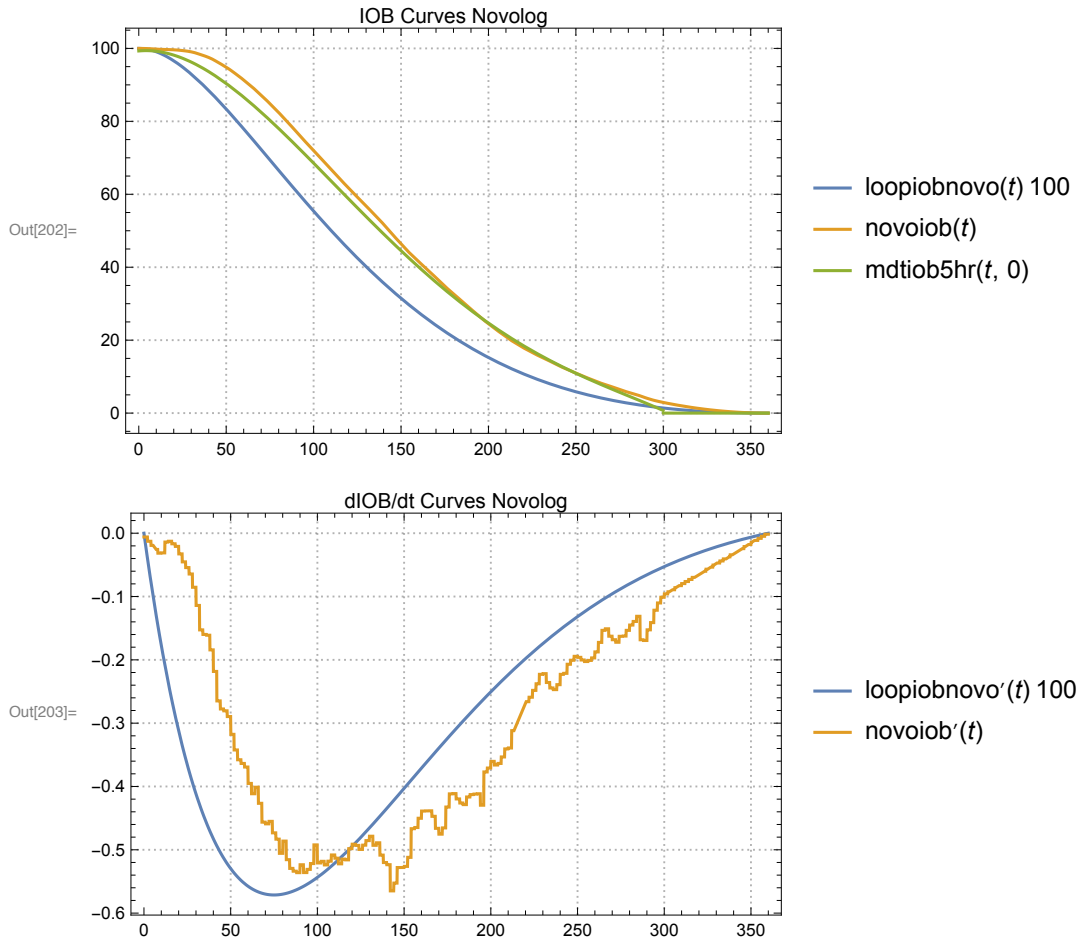 IOB Curves Novolog
100
80
60
40
20
0
0 50 100 150 200 250 300 350
Out[202]=
loopiobnovo(t) 100
novoiob(t)
mdtiob5hr(t, 0)
dIOB/dt Curves Novolog
0.0
−0.1
−0.2
−0.3
−0.4
−0.5
−0.6
0 50 100 150 200 250 300 350
Out[203]=
loopiobnovo′(t) 100
novoiob′(t)